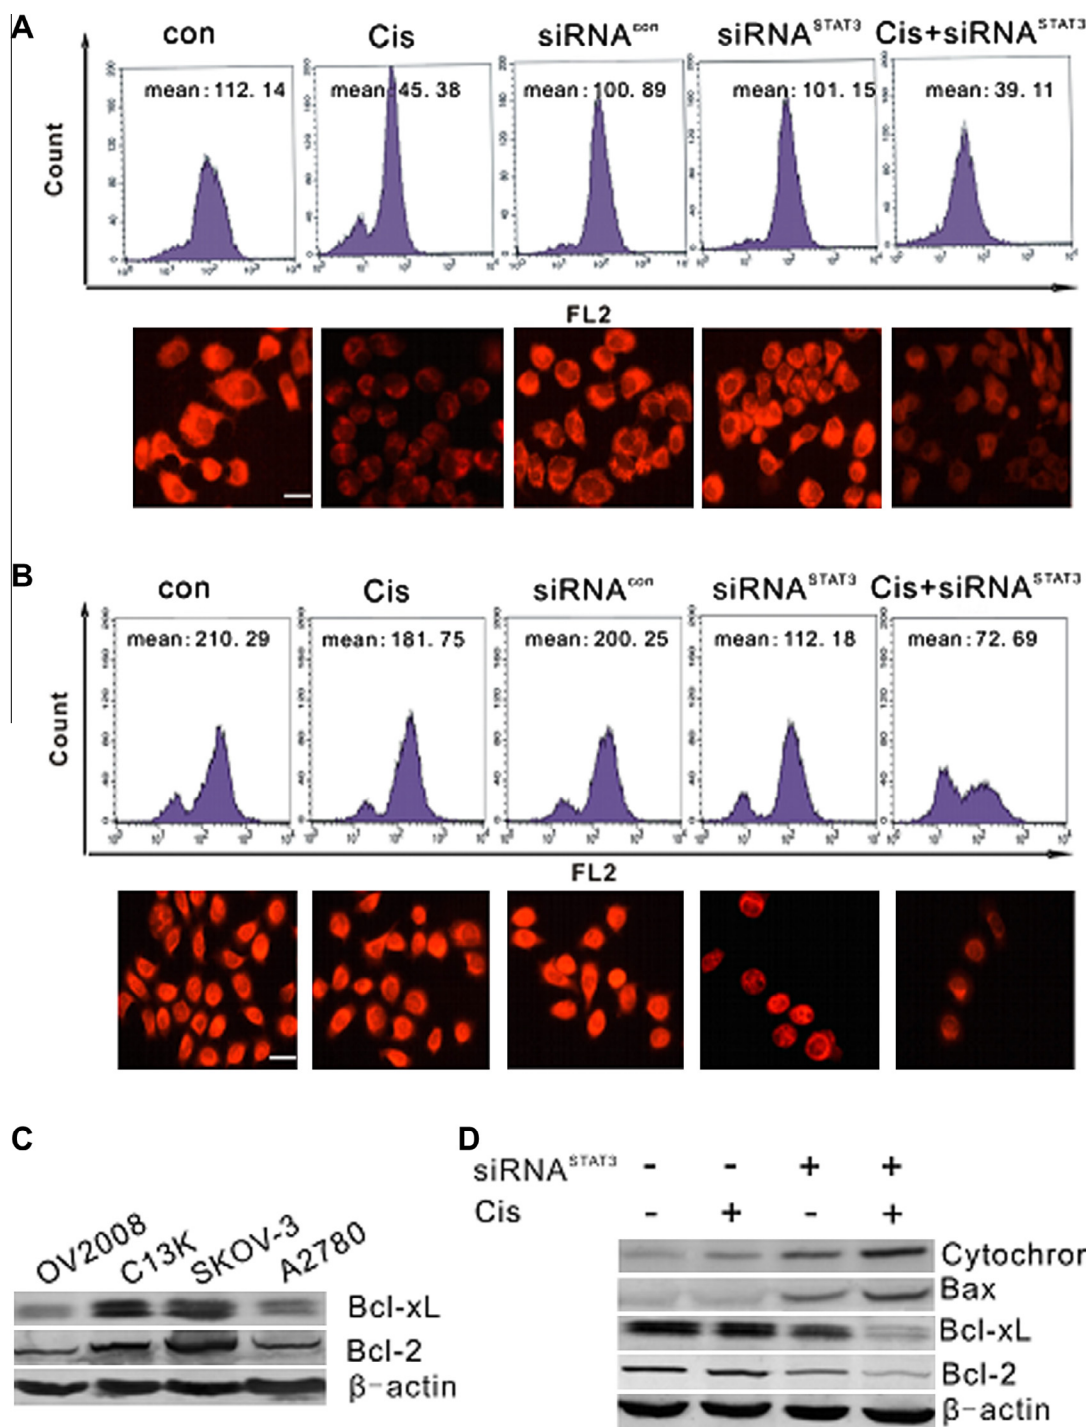 A
con Cis siRNAcon siRNASTAT3 Cis+siRNASTAT3
mean:112.14 mean:45.38 mean:100.89 mean:101.15 mean:39.11
Count
FL2
B
con Cis siRNAcon siRNASTAT3 Cis+siRNASTAT3
mean:210.29 mean:181.75 mean:200.25 mean:112.18 mean:72.69
Count
FL2
C
OV2008 C13K SKOV-3 A2780
Bcl-xL
Bcl-2
β-actin
D
siRNASTAT3 - - + +
Cis - + - +
Cytochror
Bax
Bcl-xL
Bcl-2
β-actin